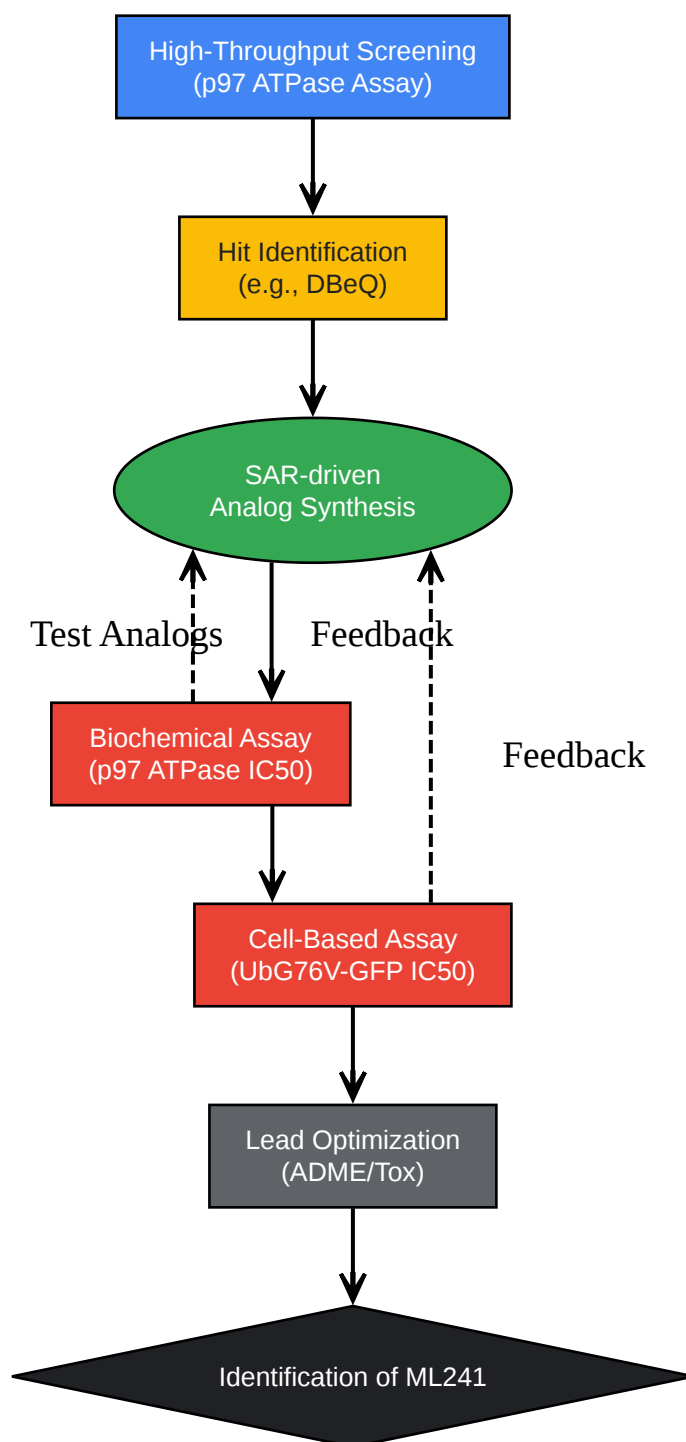 High-Throughput Screening
(p97 ATPase Assay)
Hit Identification
(e.g., DBeQ)
SAR-driven
Analog Synthesis
Test Analogs
Feedback
Biochemical Assay
(p97 ATPase IC50)
Feedback
Cell-Based Assay
(UbG76V-GFP IC50)
Lead Optimization
(ADME/Tox)
Identification of ML241